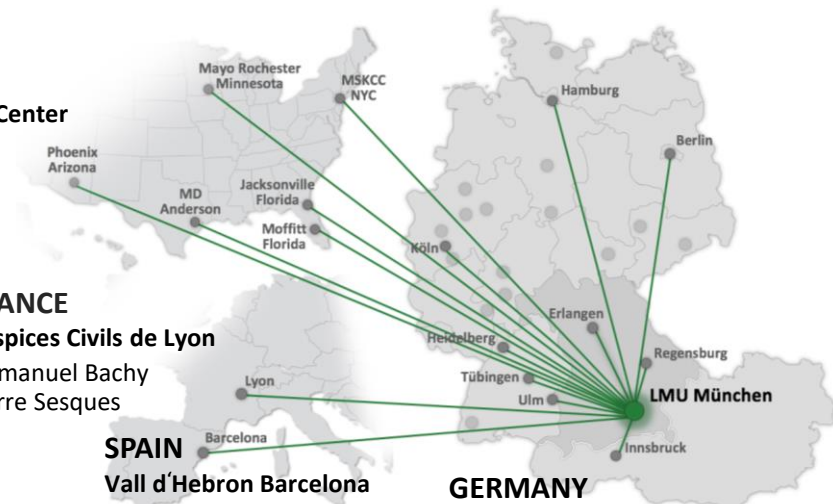 Center
Mayo Rochester
Minnesota
MSKCC
NYC
Phoenix
Arizona
MD
Anderson
Jacksonville
Florida
Moffitt
Florida
Hamburg
Berlin
Köln
Erlangen
Heidelberg
Regensburg
Tübingen
Ulm
LMU München
Innsbruck
ANCE
spices Civils de Lyon
manuel Bachy
rre Sesques
Lyon
Barcelona
SPAIN
Vall d‘Hebron Barcelona
GERMANY